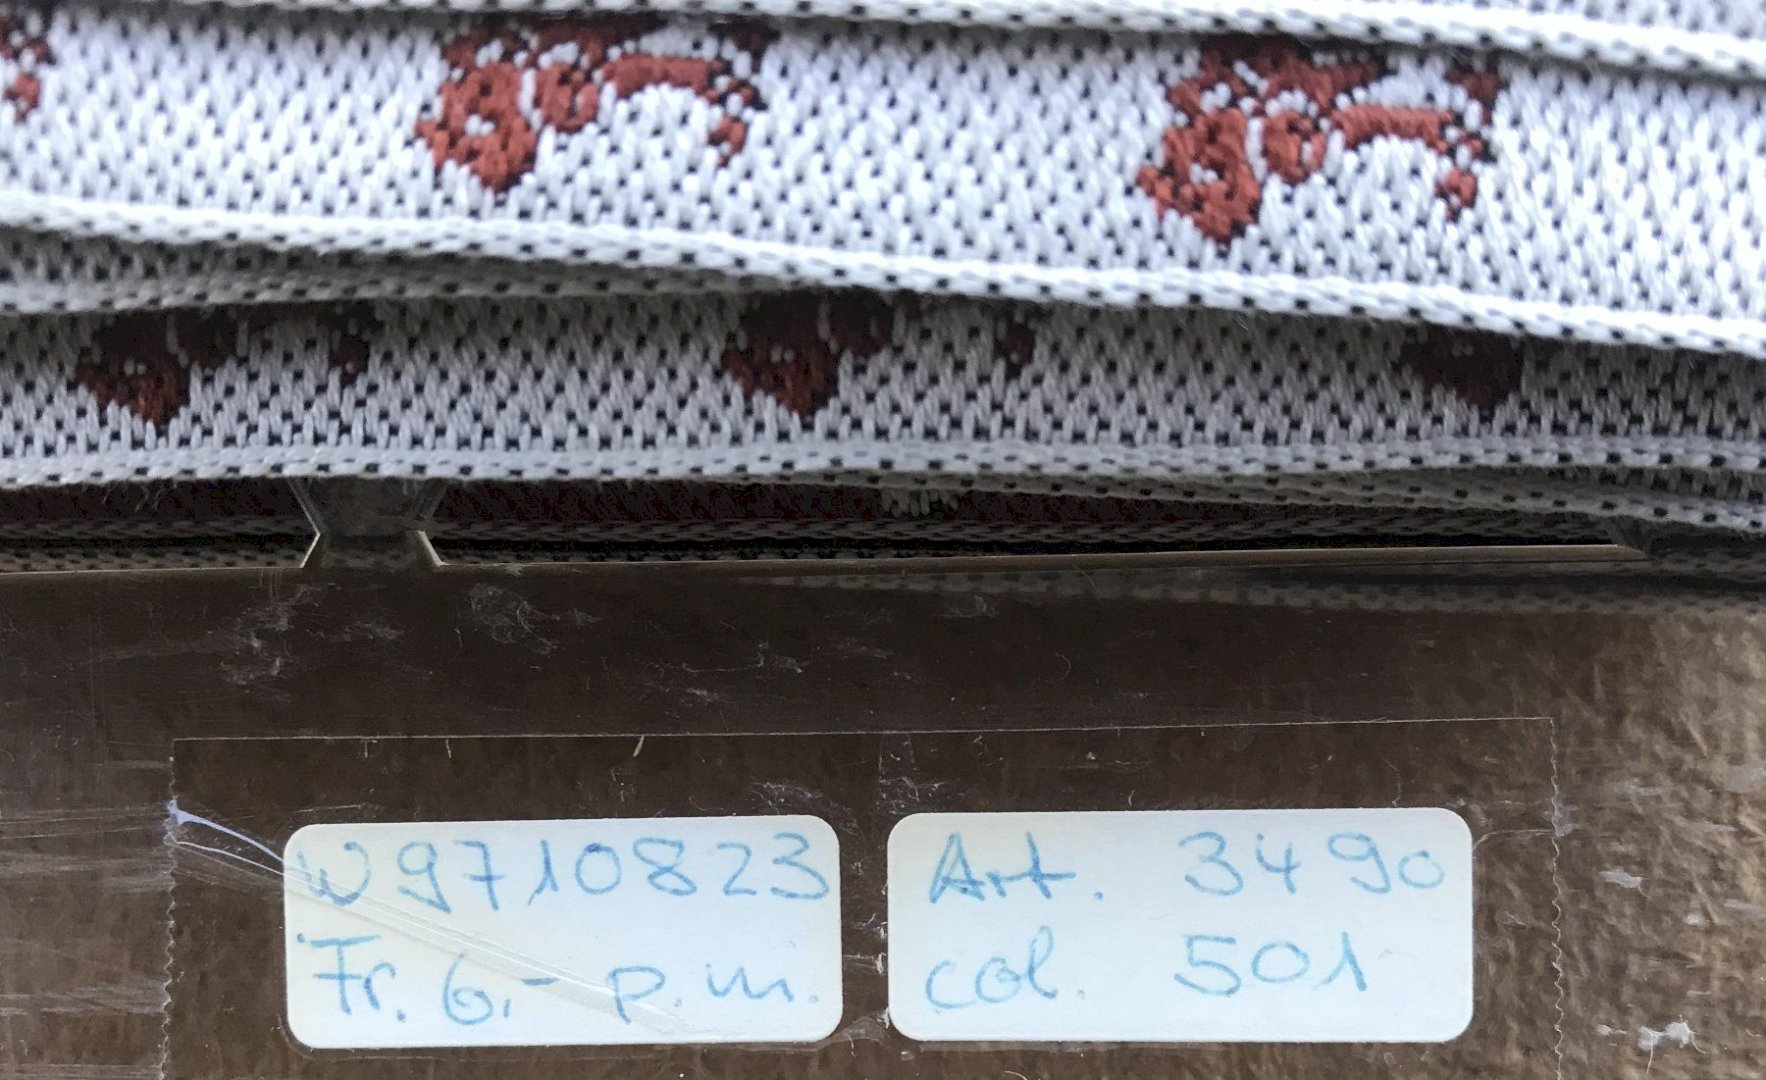 W9710823
Fr. 6.- p.m.
Art. 3490
col. 501